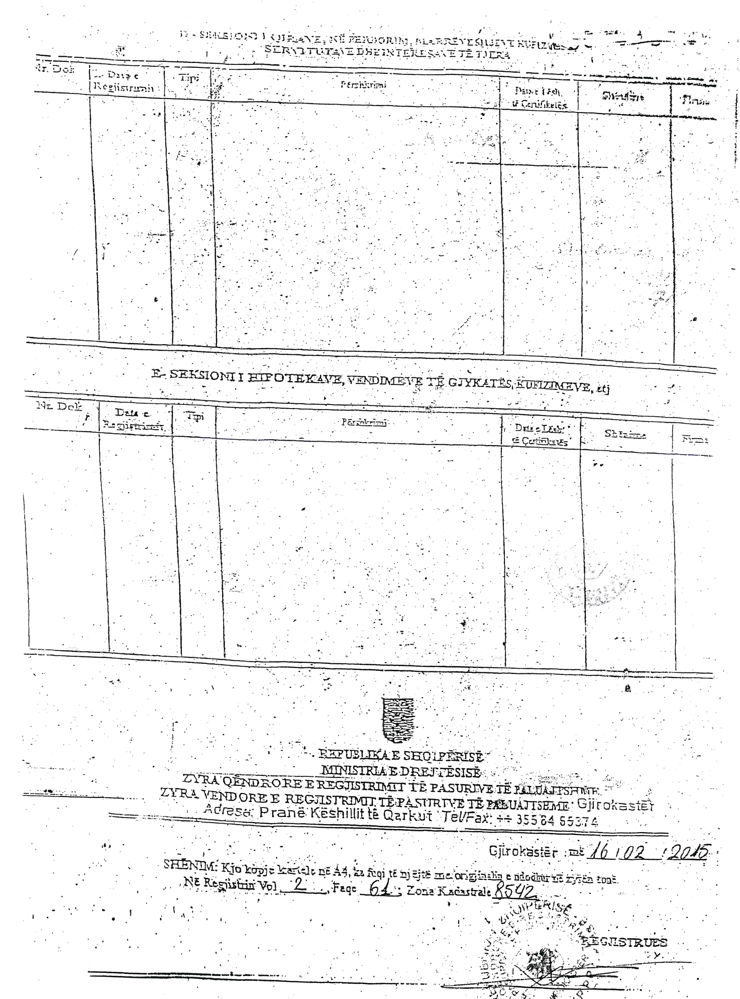 D - SEKSIONI I QIRAVE, NË PERDORIM, MARRËVESHJEVE KUFIZUESE
SERVITUTAVE DHE INTERESAVE TË TJERA
Nr. Dok
Data e
Regjistrimit
Tipi
Përshkrimi
Data e Lësh.
të Çertifikatës
Shënime
Firma
E- SEKSIONI I HIPOTEKAVE, VENDIMEVE TË GJYKATËS, KUFIZIMEVE, etj
Nr. Dok
Data e
Regjistrimit
Tipi
Përshkrimi
Data e Lësh
të Çertifikatës
Shënime
Firma
REPUBLIKA E SHQIPËRISË
MINISTRIA E DREJTËSISË
ZYRA QËNDRORE E REGJISTRIMIT TË PASURIVE TË PALUAJTSHME
ZYRA VENDORE E REGJISTRIMIT TË PASURIVE TË PALUAJTSHME Gjirokastër
Adresa: Pranë Këshillit të Qarkut Tel/Fax: ++ 355 84 65374
Gjirokastër më 16 / 02 / 2015
SHËNIM: Kjo kopje kartele në A4, ka fuqi të njëjtë me origjinalin e ndodhur në zyrën tonë.
Në Regjistrin Vol 2, Faqe 61; Zona Kadastrale 8542
SHQIPERISE
REGJISTRUES